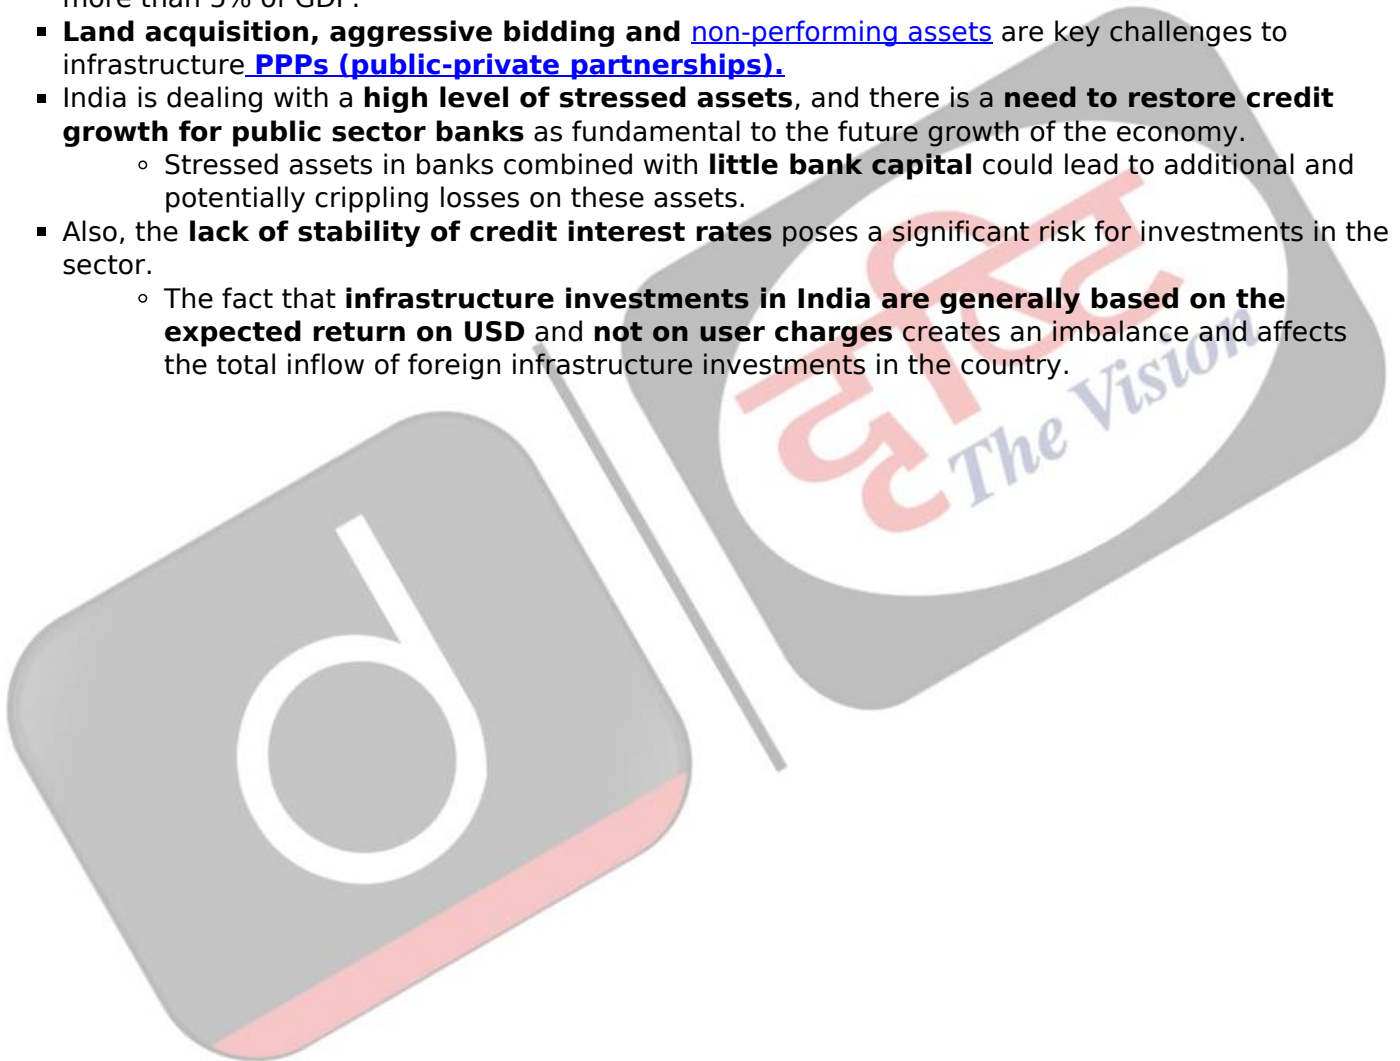 more than 5% of GDP.
Land acquisition, aggressive bidding and non-performing assets are key challenges to
infrastructure PPPs (public-private partnerships).
India is dealing with a high level of stressed assets, and there is a need to restore credit
growth for public sector banks as fundamental to the future growth of the economy.
Stressed assets in banks combined with little bank capital could lead to additional and
potentially crippling losses on these assets.
Also, the lack of stability of credit interest rates poses a significant risk for investments in the
sector.
The fact that infrastructure investments in India are generally based on the
expected return on USD and not on user charges creates an imbalance and affects
the total inflow of foreign infrastructure investments in the country.
दृष्टि
The Vision
d